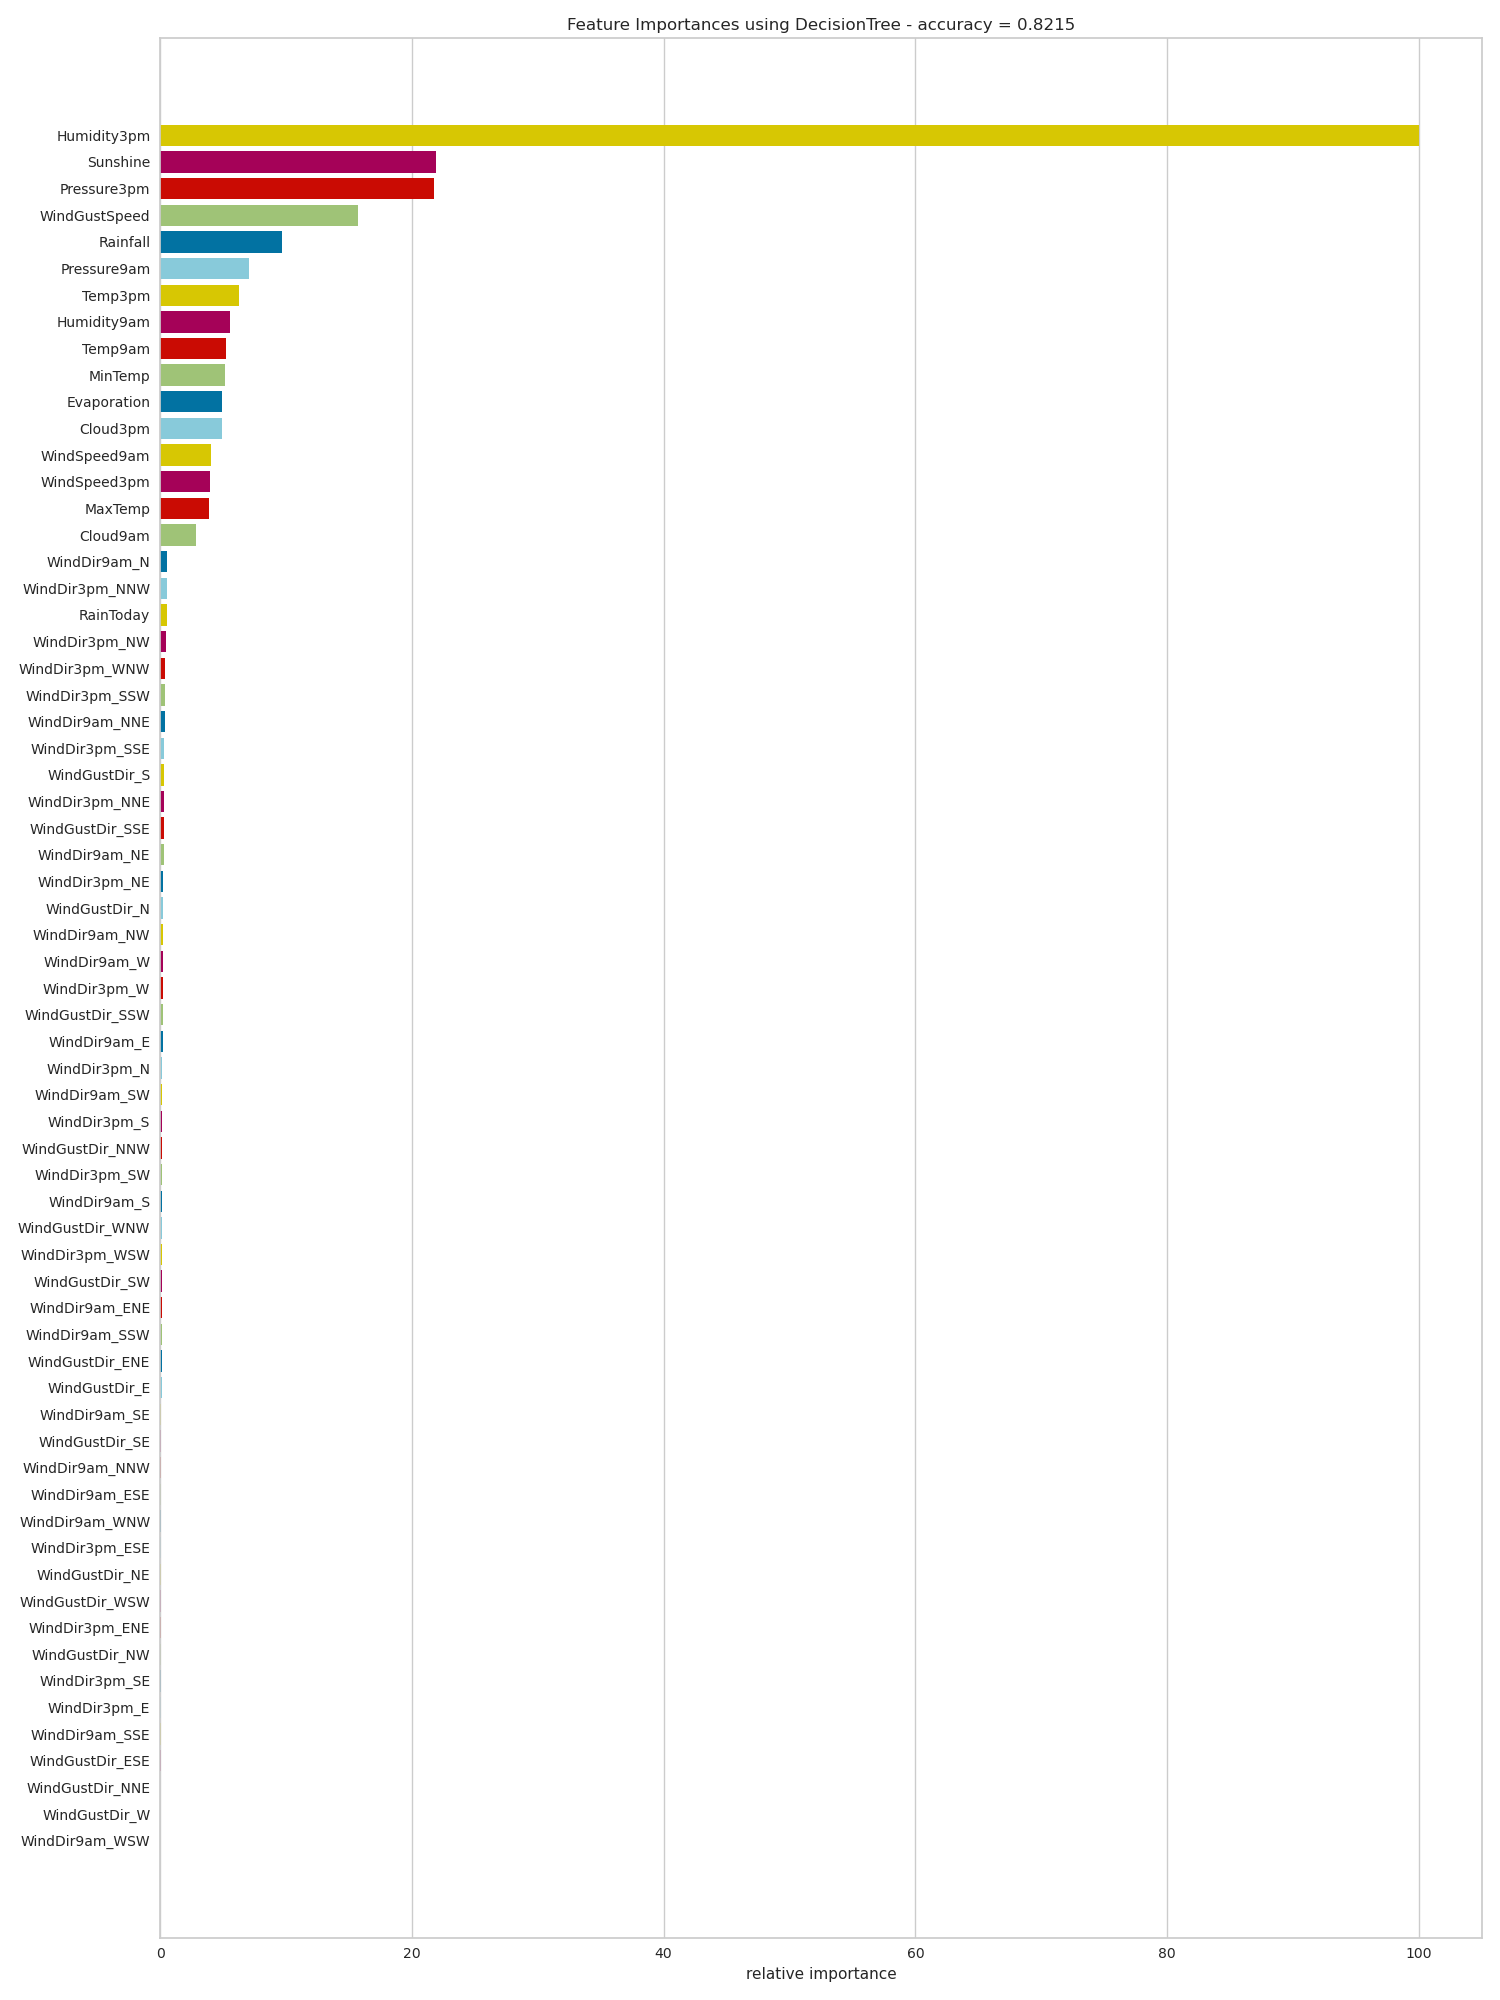 Feature Importances using DecisionTree - accuracy = 0.8215
Humidity3pm
Sunshine
Pressure3pm
WindGustSpeed
Rainfall
Pressure9am
Temp3pm
Humidity9am
Temp9am
MinTemp
Evaporation
Cloud3pm
WindSpeed9am
WindSpeed3pm
MaxTemp
Cloud9am
WindDir9am_N
WindDir3pm_NNW
RainToday
WindDir3pm_NW
WindDir3pm_WNW
WindDir3pm_SSW
WindDir9am_NNE
WindDir3pm_SSE
WindGustDir_S
WindDir3pm_NNE
WindGustDir_SSE
WindDir9am_NE
WindDir3pm_NE
WindGustDir_N
WindDir9am_NW
WindDir9am_W
WindDir3pm_W
WindGustDir_SSW
WindDir9am_E
WindDir3pm_N
WindDir9am_SW
WindDir3pm_S
WindGustDir_NNW
WindDir3pm_SW
WindDir9am_S
WindGustDir_WNW
WindDir3pm_WSW
WindGustDir_SW
WindDir9am_ENE
WindDir9am_SSW
WindGustDir_ENE
WindGustDir_E
WindDir9am_SE
WindGustDir_SE
WindDir9am_NNW
WindDir9am_ESE
WindDir9am_WNW
WindDir3pm_ESE
WindGustDir_NE
WindGustDir_WSW
WindDir3pm_ENE
WindGustDir_NW
WindDir3pm_SE
WindDir3pm_E
WindDir9am_SSE
WindGustDir_ESE
WindGustDir_NNE
WindGustDir_W
WindDir9am_WSW
0 20 40 60 80 100
relative importance